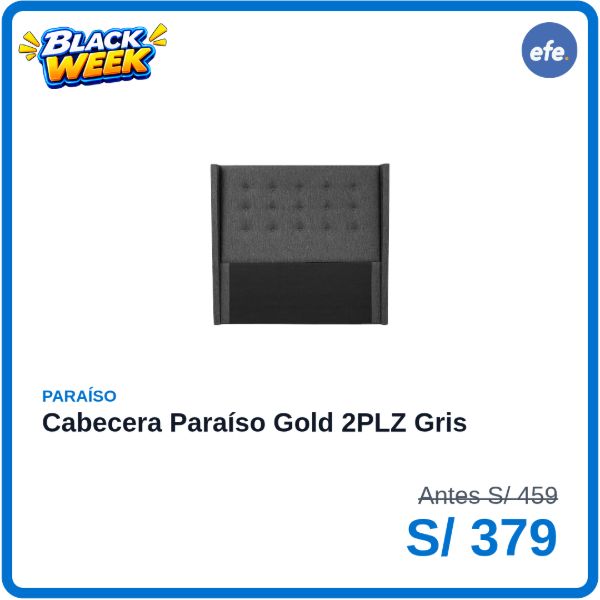 BLACK
WEEK
efe.
PARAÍSO
Cabecera Paraíso Gold 2PLZ Gris
Antes S/ 459
S/ 379